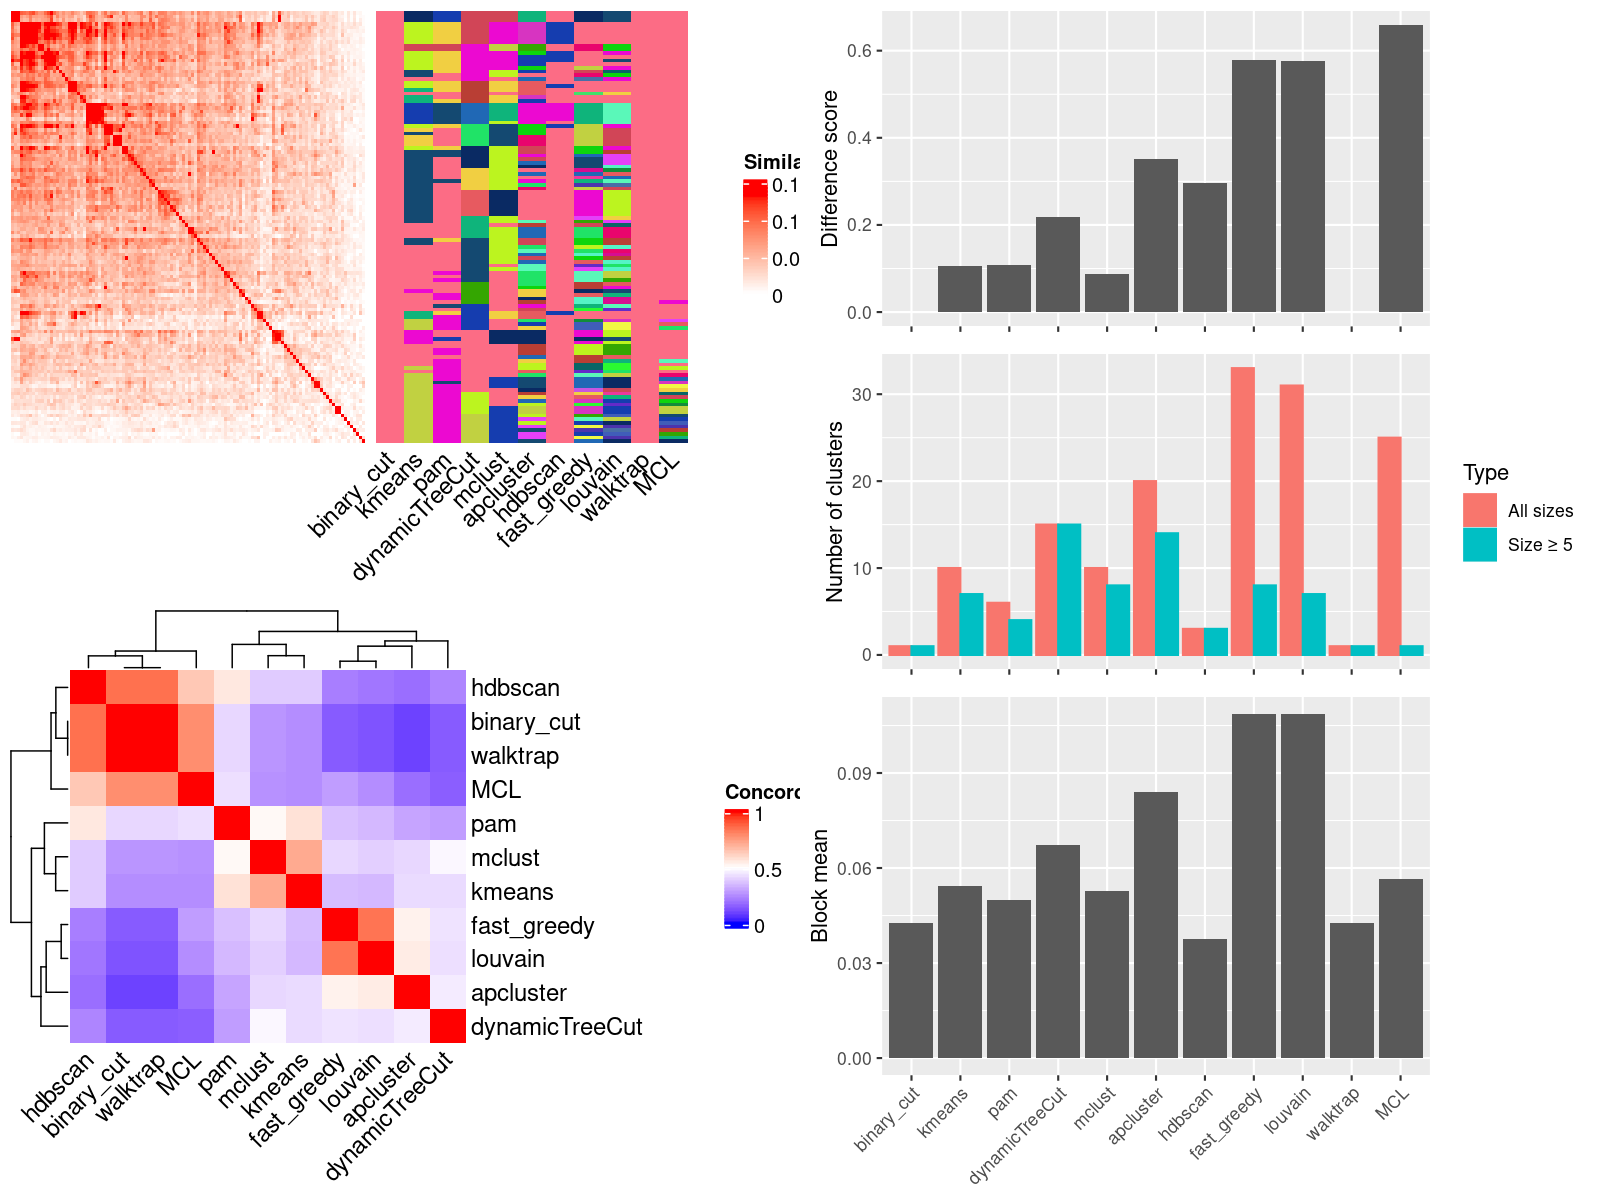 Simila
0.1
0.1
0.0
0
binary_cut
kmeans
pam
dynamicTreeCut
mclust
apcluster
hdbscan
fast_greedy
louvain
walktrap
MCL
Difference score
0.6
0.4
0.2
0.0
Number of clusters
30
20
10
0
Type
All sizes
Size ≥ 5
hdbscan
binary_cut
walktrap
MCL
pam
mclust
kmeans
fast_greedy
louvain
apcluster
dynamicTreeCut
hdbscan
binary_cut
walktrap
MCL
pam
mclust
kmeans
fast_greedy
louvain
apcluster
dynamicTreeCut
Concord
1
0.5
0
Block mean
0.09
0.06
0.03
0.00
binary_cut
kmeans
pam
dynamicTreeCut
mclust
apcluster
hdbscan
fast_greedy
louvain
walktrap
MCL